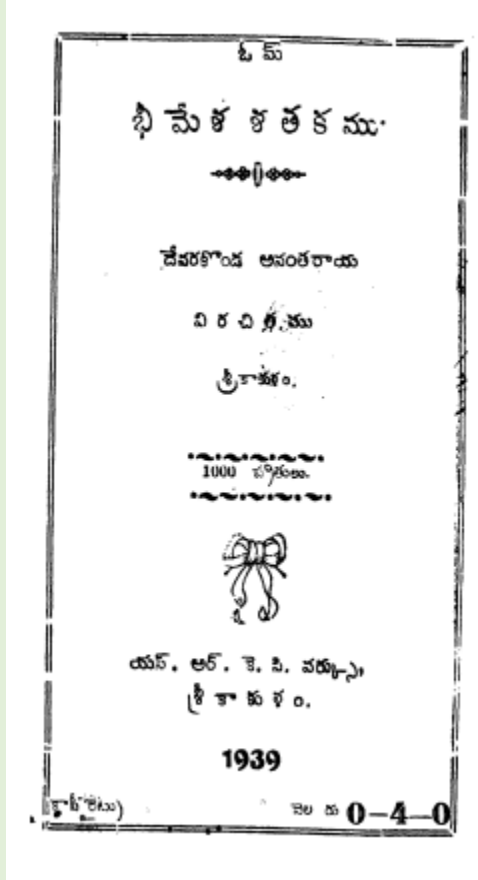 ఓమ్
భీమేశ శతకము
దేవరకొండ అనంతరాయ
విరచితము
శ్రీకాకుళం.
1000 ప్రతులు.
యస్. ఆర్. కె. సి. వర్క్సు,
శ్రీకాకుళం.
1939
(కాపీరైటు)
వెల రు 0—4—0